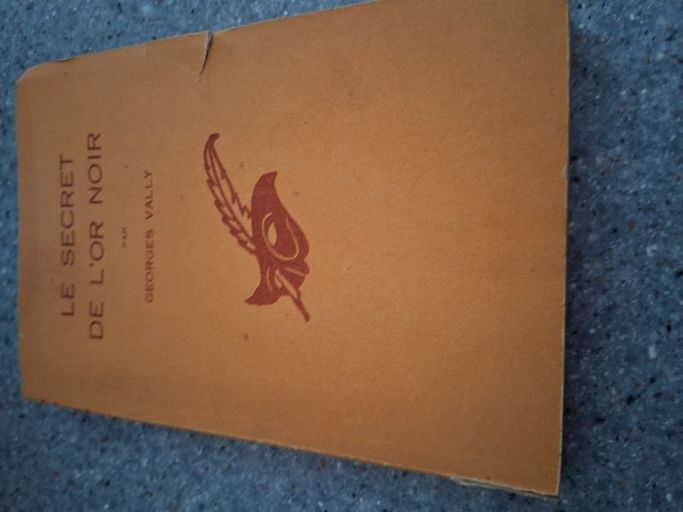 LE SECRET
DE L'OR NOIR
PAR
GEORGES VALLY